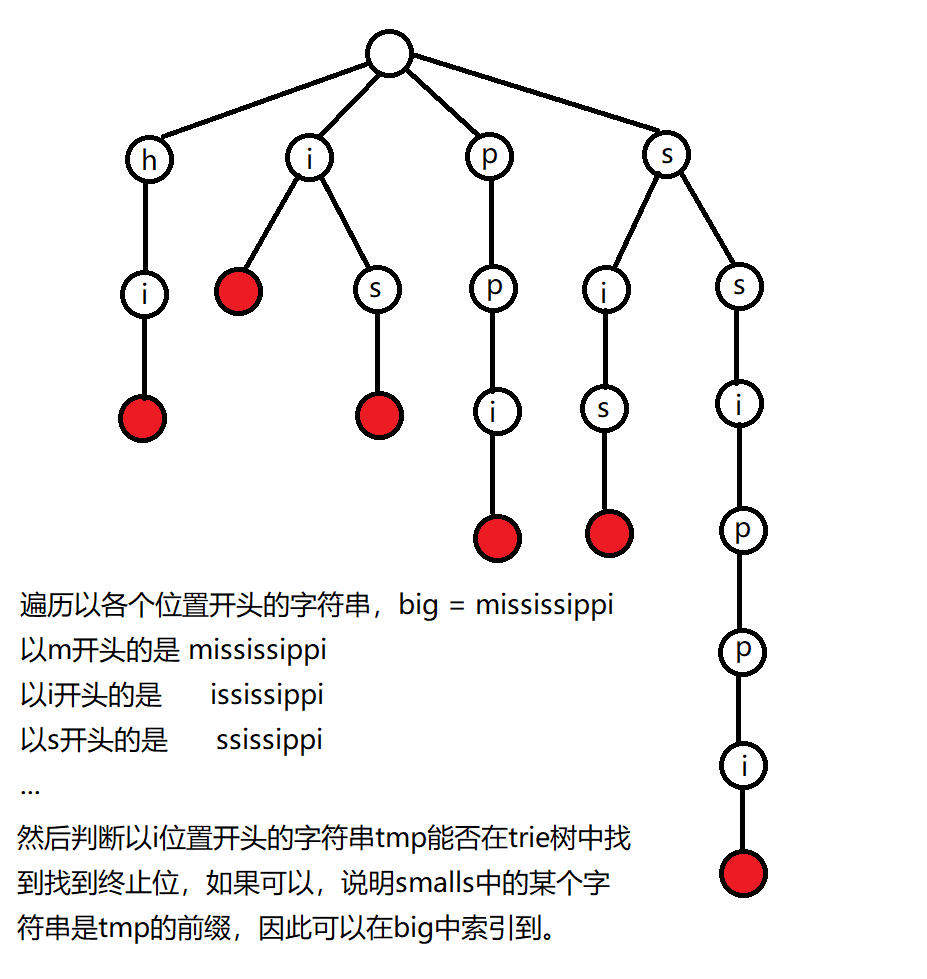 h i p s
i s p i s
i s i
p
p
i
遍历以各个位置开头的字符串，big = mississippi
以m开头的是 mississippi
以i开头的是 ississippi
以s开头的是 ssissippi
...
然后判断以i位置开头的字符串tmp能否在trie树中找
到找到终止位，如果可以，说明smalls中的某个字
符串是tmp的前缀，因此可以在big中索引到。